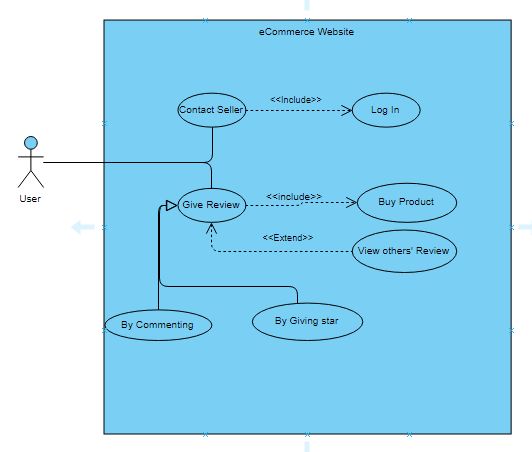 eCommerce Website
Contact Seller
<<Include>>
Log In
User
Give Review
<<include>>
Buy Product
<<Extend>>
View others' Review
By Commenting
By Giving star